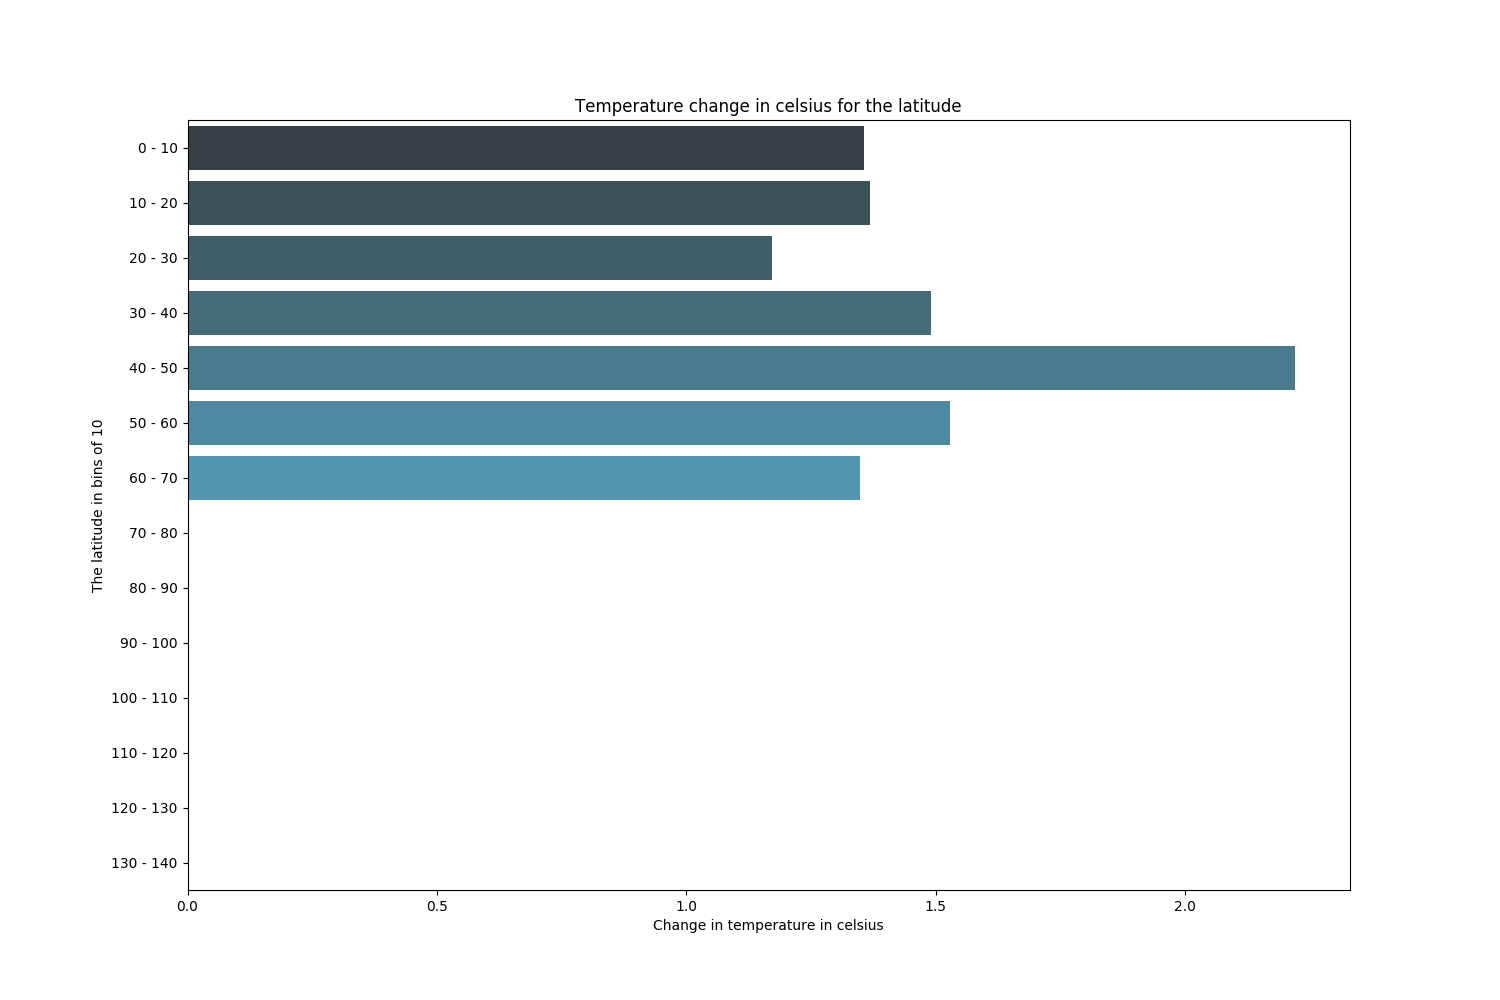 Temperature change in celsius for the latitude
The latitude in bins of 10
0 - 10
10 - 20
20 - 30
30 - 40
40 - 50
50 - 60
60 - 70
70 - 80
80 - 90
90 - 100
100 - 110
110 - 120
120 - 130
130 - 140
0.0 0.5 1.0 1.5 2.0
Change in temperature in celsius